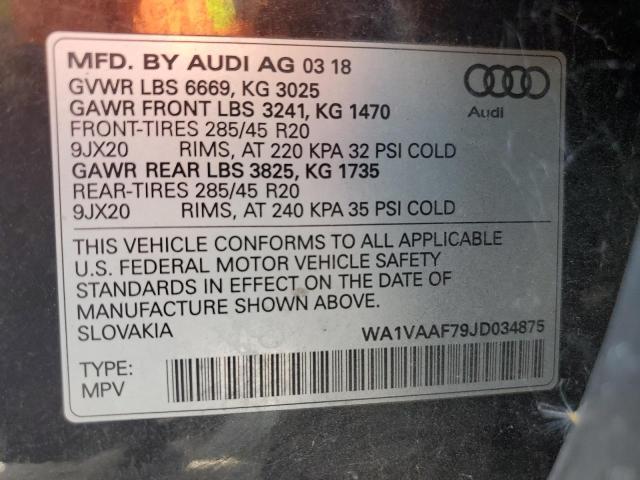 MFD. BY AUDI AG 03 18
GVWR LBS 6669, KG 3025
GAWR FRONT LBS 3241, KG 1470
FRONT-TIRES 285/45 R20
9JX20 RIMS, AT 220 KPA 32 PSI COLD
GAWR REAR LBS 3825, KG 1735
REAR-TIRES 285/45 R20
9JX20 RIMS, AT 240 KPA 35 PSI COLD
Audi
THIS VEHICLE CONFORMS TO ALL APPLICABLE
U.S. FEDERAL MOTOR VEHICLE SAFETY
STANDARDS IN EFFECT ON THE DATE OF
MANUFACTURE SHOWN ABOVE.
SLOVAKIA WA1VAAF79JD034875
TYPE:
MPV